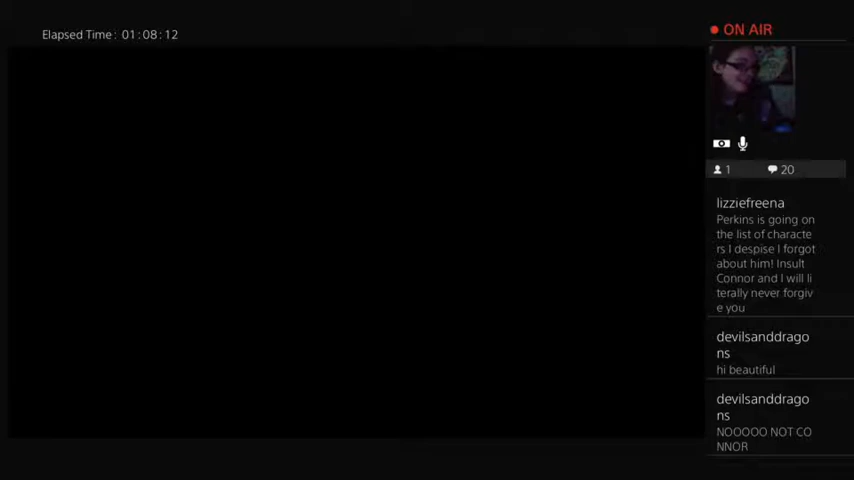 Elapsed Time: 01:08:12
ON AIR
1 20
lizziefreena
Perkins is going on
the list of characte
rs I despise I forgot
about him! Insult
Connor and I will li
terally never forgiv
e you
devilsanddrago
ns
hi beautiful
devilsanddrago
ns
NOOOOO NOT CO
NNOR